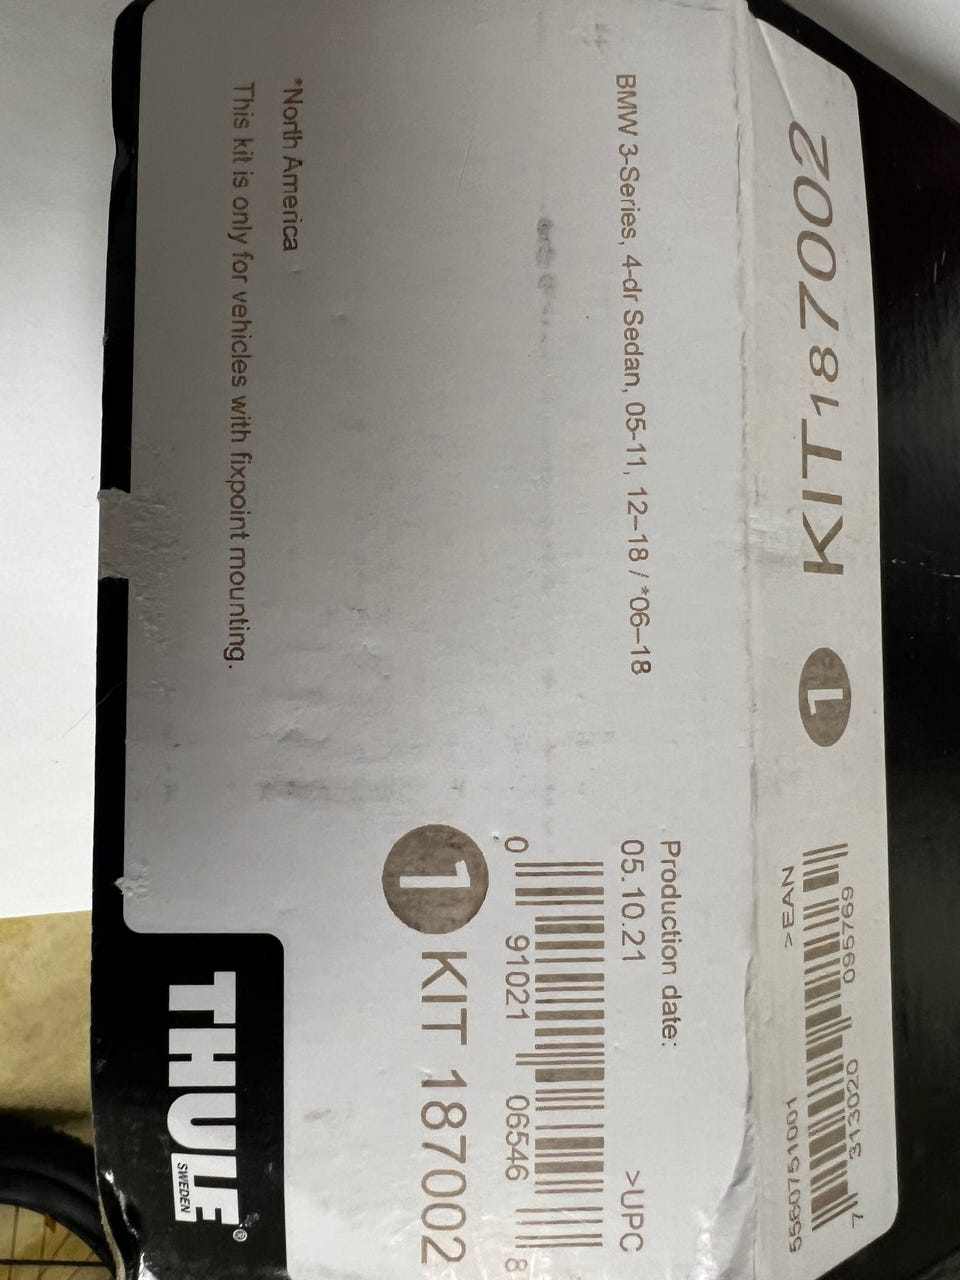 KIT 187002
1
>EAN
7 313020 095769
5560751001
BMW 3-Series, 4-dr Sedan, 05-11, 12–18 / *06–18
Production date:
05.10.21
>UPC
0 91021 06546 8
1 KIT 187002
*North America
This kit is only for vehicles with fixpoint mounting.
THULE®
SWEDEN